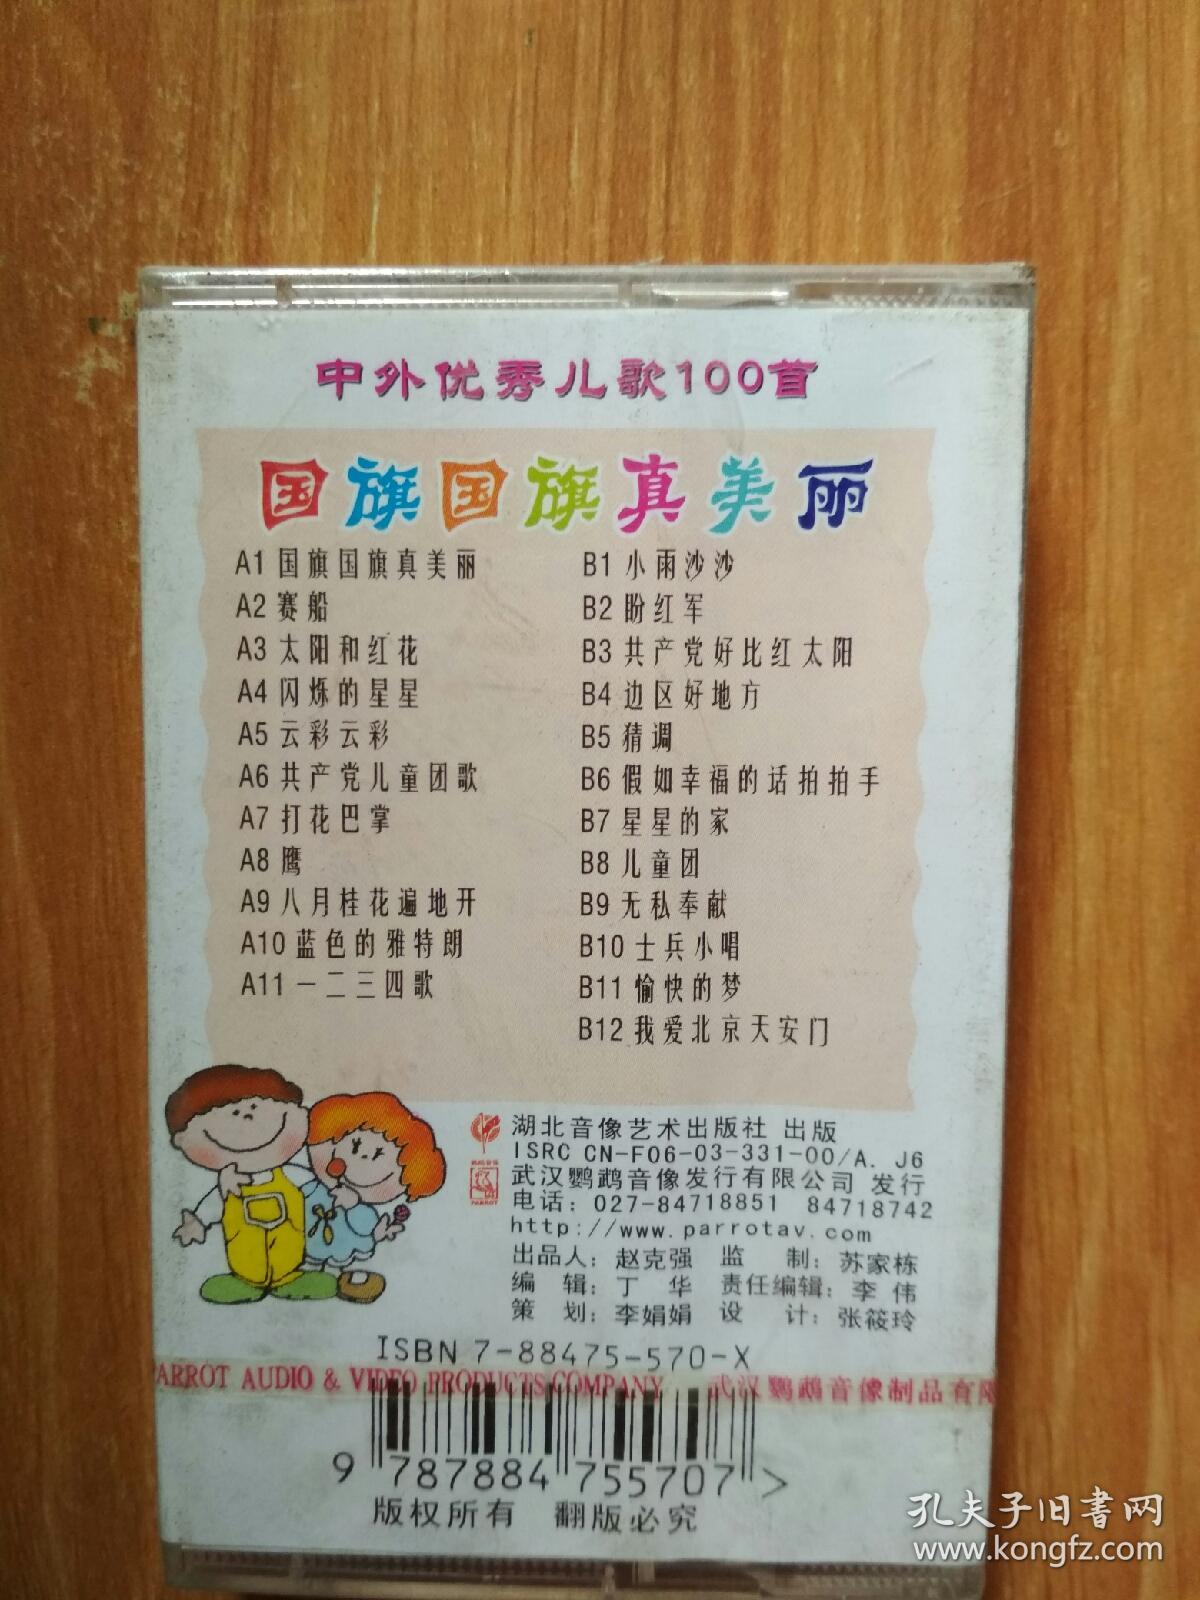 中外优秀儿歌100首
国旗国旗真美丽
A1 国旗国旗真美丽
A2 赛船
A3 太阳和红花
A4 闪烁的星星
A5 云彩云彩
A6 共产党儿童团歌
A7 打花巴掌
A8 鹰
A9 八月桂花遍地开
A10 蓝色的雅特朗
A11 一二三四歌
B1 小雨沙沙
B2 盼红军
B3 共产党好比红太阳
B4 边区好地方
B5 猜调
B6 假如幸福的话拍拍手
B7 星星的家
B8 儿童团
B9 无私奉献
B10 士兵小唱
B11 愉快的梦
B12 我爱北京天安门
湖北音像艺术出版社 出版
ISRC CN-F06-03-331-00/A. J6
武汉鹦鹉音像发行有限公司 发行
电话：027-84718851 84718742
http://www.parrotav.com
出品人：赵克强 监 制：苏家栋
编 辑：丁 华 责任编辑：李 伟
策 划：李娟娟 设 计：张筱玲
PARROT
ISBN 7-88475-570-X
PARROT AUDIO & VIDEO PRODUCTS COMPANY 武汉鹦鹉音像制品有限
9 787884 755707 >
版权所有 翻版必究
孔夫子旧书网
www.kongfz.com